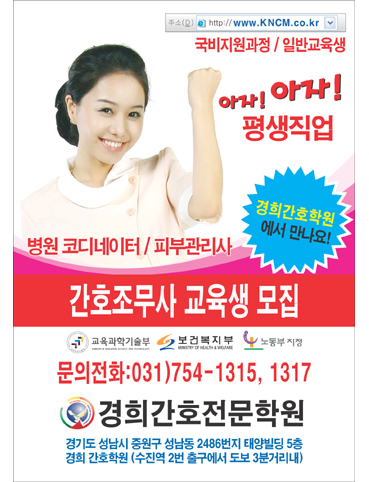 주소(D) http://www.KNCM.co.kr
국비지원과정 / 일반교육생
아자! 아자!
평생직업
경희간호학원
에서 만나요!
병원 코디네이터 / 피부관리사
간호조무사 교육생 모집
교육과학기술부 보건복지부 노동부 지정
MINISTRY OF HEALTH & WELFARE
문의전화:031)754-1315, 1317
경희간호전문학원
경기도 성남시 중원구 성남동 2486번지 태양빌딩 5층
경희 간호학원 (수진역 2번 출구에서 도보 3분거리내)